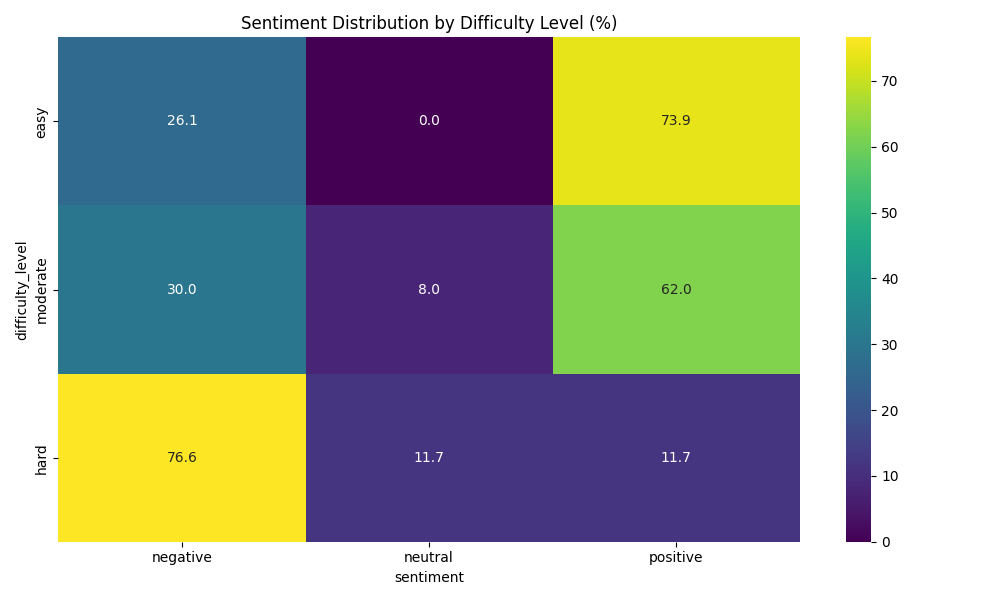 Sentiment Distribution by Difficulty Level (%)
difficulty_level
easy
26.1
0.0
73.9
moderate
30.0
8.0
62.0
hard
76.6
11.7
11.7
negative
neutral
positive
sentiment
70
60
50
40
30
20
10
0